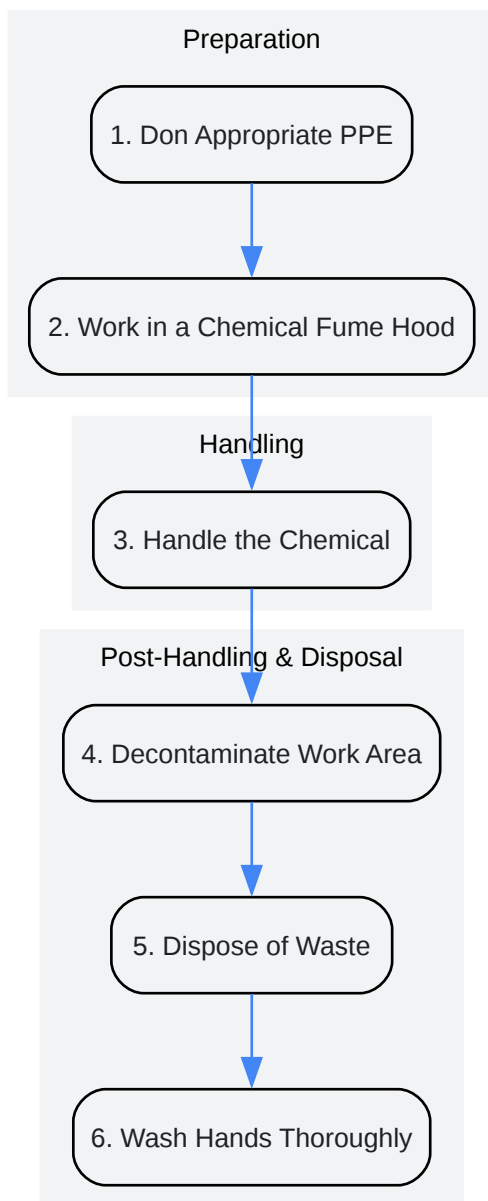 Preparation
1. Don Appropriate PPE
2. Work in a Chemical Fume Hood
Handling
3. Handle the Chemical
Post-Handling & Disposal
4. Decontaminate Work Area
5. Dispose of Waste
6. Wash Hands Thoroughly